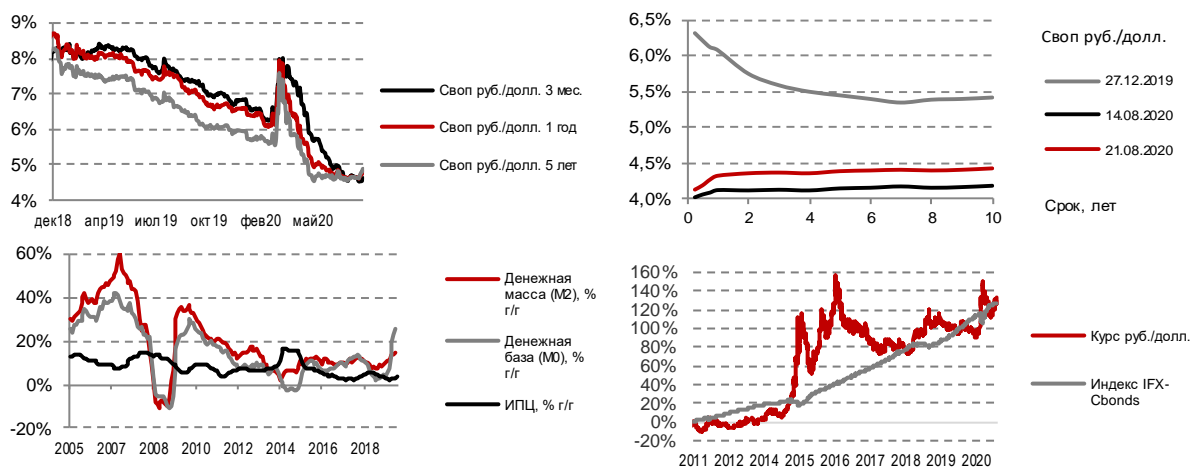 9%
8%
7%
6%
5%
4%
дек18 апр19 июл19 окт19 фев20 май20
Своп руб./долл. 3 мес.
Своп руб./долл. 1 год
Своп руб./долл. 5 лет
6,5%
6,0%
5,5%
5,0%
4,5%
4,0%
0 2 4 6 8 10
Своп руб./долл.
27.12.2019
14.08.2020
21.08.2020
Срок, лет
60%
40%
20%
0%
-20%
2005 2007 2008 2010 2012 2014 2016 2018
Денежная
масса (М2), %
г/г
Денежная
база (М0), %
г/г
ИПЦ, % г/г
160%
140%
120%
100%
80%
60%
40%
20%
0%
-20%
2011 2012 2014 2015 2016 2017 2019 2020
Курс руб./долл.
Индекс IFX-
Cbonds